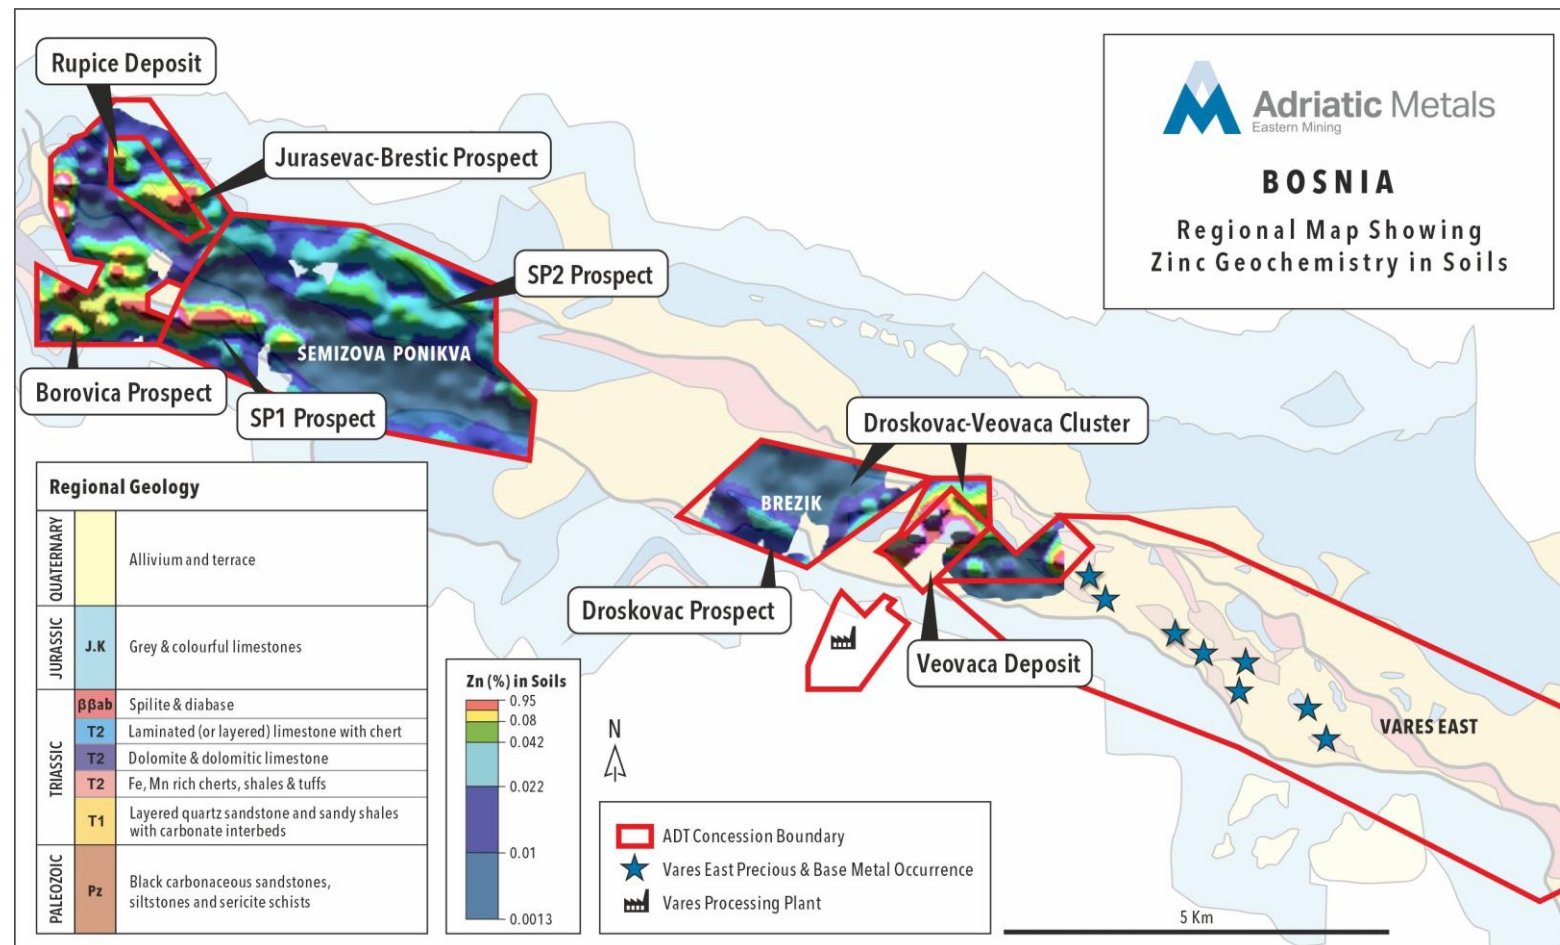 Rupice Deposit
Jurasevac-Brestic Prospect
SP2 Prospect
SEMIZOVA PONIKVA
Borovica Prospect
SP1 Prospect
Adriatic Metals
Eastern Mining
BOSNIA
Regional Map Showing
Zinc Geochemistry in Soils
Droskovac-Veovaca Cluster
BREZIK
Droskovac Prospect
Veovaca Deposit
VARES EAST
Regional Geology
QUATERNARY
Allivium and terrace
JURASSIC
J.K
Grey & colourful limestones
TRIASSIC
ββab
Spilite & diabase
T2
Laminated (or layered) limestone with chert
T2
Dolomite & dolomitic limestone
T2
Fe, Mn rich cherts, shales & tuffs
T1
Layered quartz sandstone and sandy shales
with carbonate interbeds
PALEOZOIC
Pz
Black carbonaceous sandstones,
siltstones and sericite schists
Zn (%) in Soils
0.95
0.08
0.042
0.022
0.01
0.0013
N
ADT Concession Boundary
Vares East Precious & Base Metal Occurrence
Vares Processing Plant
5 Km